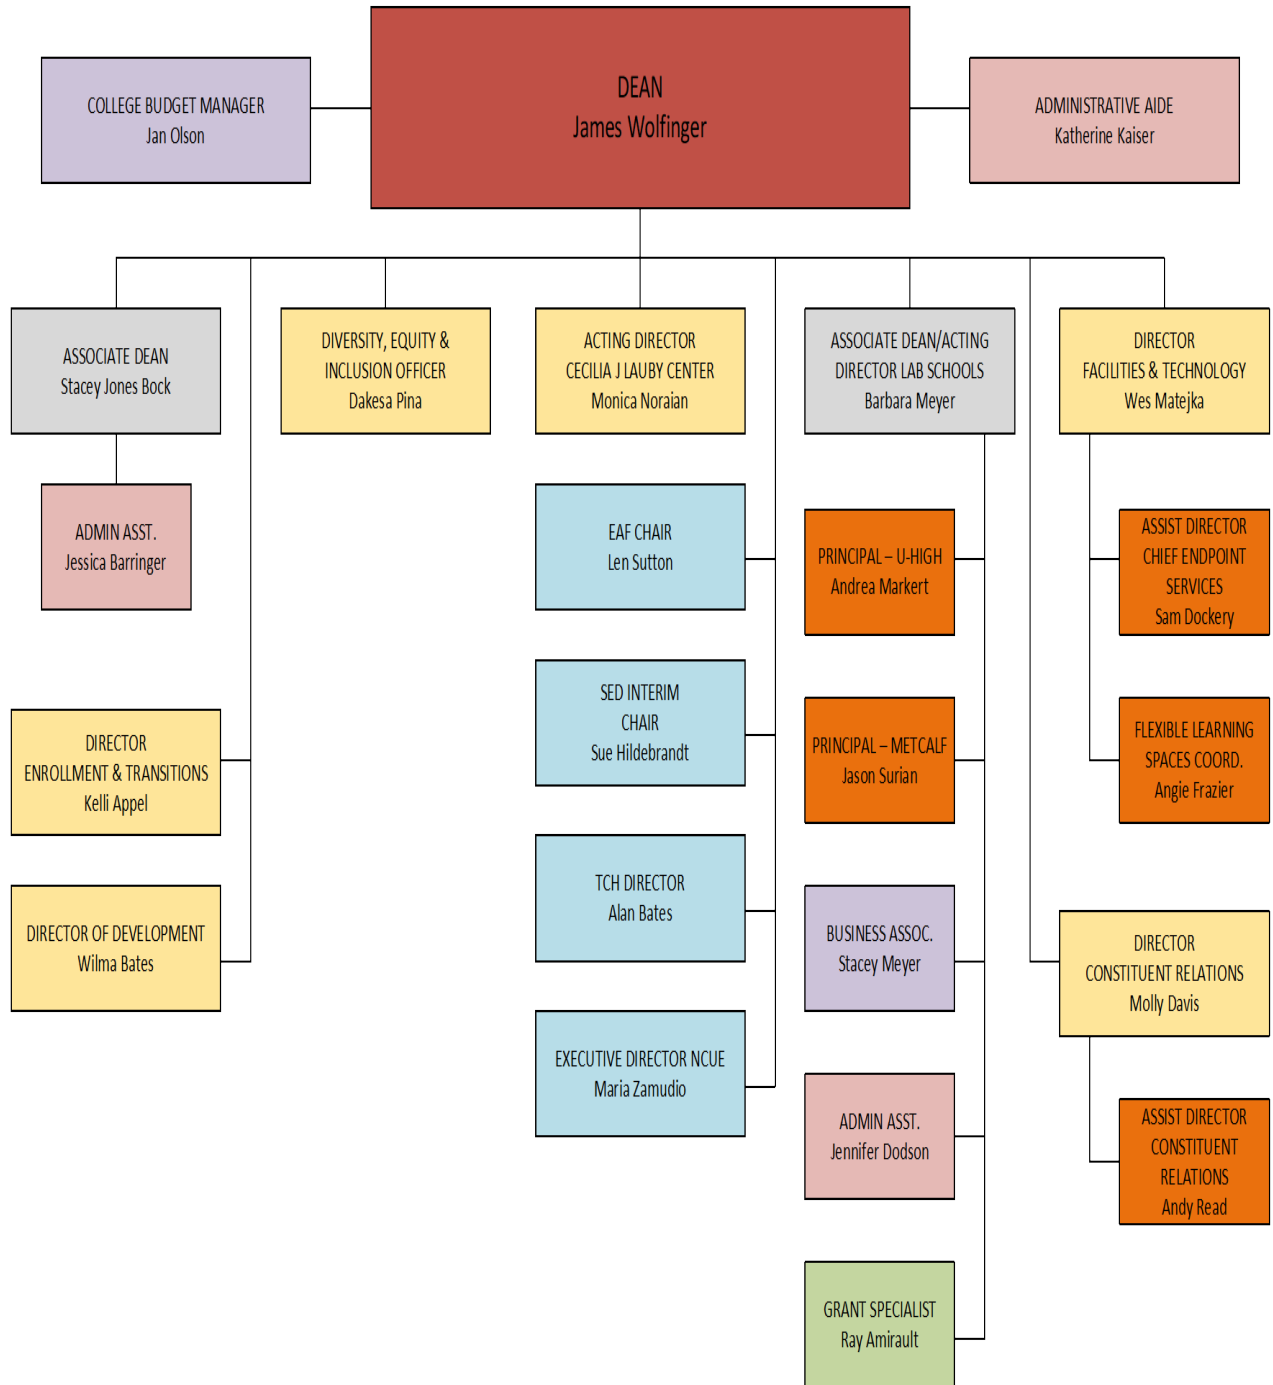 DEAN
James Wolfinger
COLLEGE BUDGET MANAGER
Jan Olson
ADMINISTRATIVE AIDE
Katherine Kaiser
ASSOCIATE DEAN
Stacey Jones Bock
DIVERSITY, EQUITY &
INCLUSION OFFICER
Dakesa Pina
ACTING DIRECTOR
CECILIA J LAUBY CENTER
Monica Noraian
ASSOCIATE DEAN/ACTING
DIRECTOR LAB SCHOOLS
Barbara Meyer
DIRECTOR
FACILITIES & TECHNOLOGY
Wes Matejka
ADMIN ASST.
Jessica Barringer
EAF CHAIR
Len Sutton
PRINCIPAL – U-HIGH
Andrea Markert
ASSIST DIRECTOR
CHIEF ENDPOINT
SERVICES
Sam Dockery
DIRECTOR
ENROLLMENT & TRANSITIONS
Kelli Appel
SED INTERIM
CHAIR
Sue Hildebrandt
PRINCIPAL – METCALF
Jason Surian
FLEXIBLE LEARNING
SPACES COORD.
Angie Frazier
DIRECTOR OF DEVELOPMENT
Wilma Bates
TCH DIRECTOR
Alan Bates
BUSINESS ASSOC.
Stacey Meyer
DIRECTOR
CONSTITUENT RELATIONS
Molly Davis
EXECUTIVE DIRECTOR NCUE
Maria Zamudio
ADMIN ASST.
Jennifer Dodson
ASSIST DIRECTOR
CONSTITUENT
RELATIONS
Andy Read
GRANT SPECIALIST
Ray Amirault